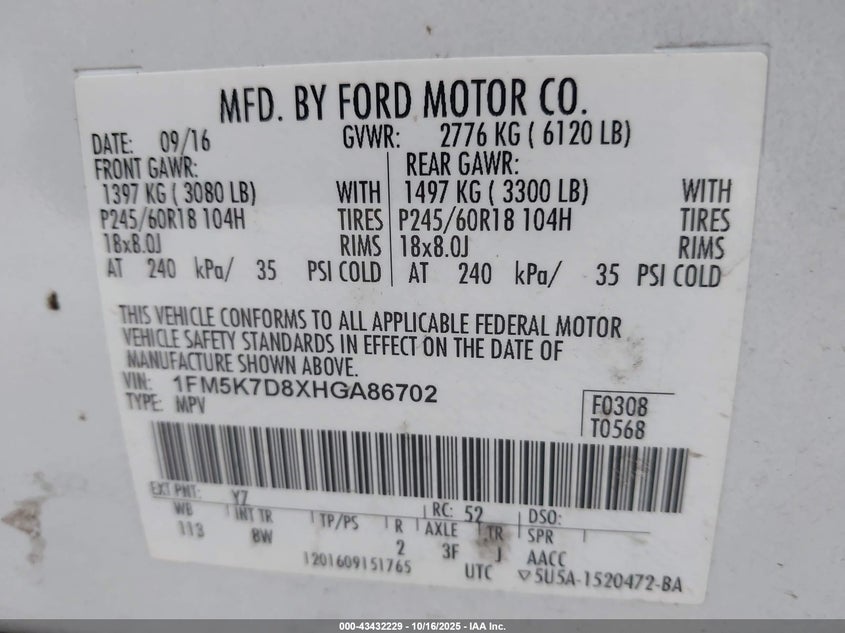 MFD. BY FORD MOTOR CO.
DATE: 09/16 GVWR: 2776 KG ( 6120 LB)
FRONT GAWR: REAR GAWR:
1397 KG ( 3080 LB) WITH 1497 KG ( 3300 LB) WITH
P245/60R18 104H TIRES P245/60R18 104H TIRES
18x8.0J RIMS 18x8.0J RIMS
AT 240 kPa/ 35 PSI COLD AT 240 kPa/ 35 PSI COLD
THIS VEHICLE CONFORMS TO ALL APPLICABLE FEDERAL MOTOR
VEHICLE SAFETY STANDARDS IN EFFECT ON THE DATE OF
MANUFACTURE SHOWN ABOVE.
VIN: 1FM5K7D8XHGA86702
TYPE: MPV
F0308
T0568
EXT PNT: YZ RC: 52 DSO:
WB INT TR TP/PS R AXLE TR SPR
113 BW 2 3F J AACC
1201609151765 UTC ▽5U5A-1520472-BA
000-43432229 - 10/16/2025 - IAA Inc.